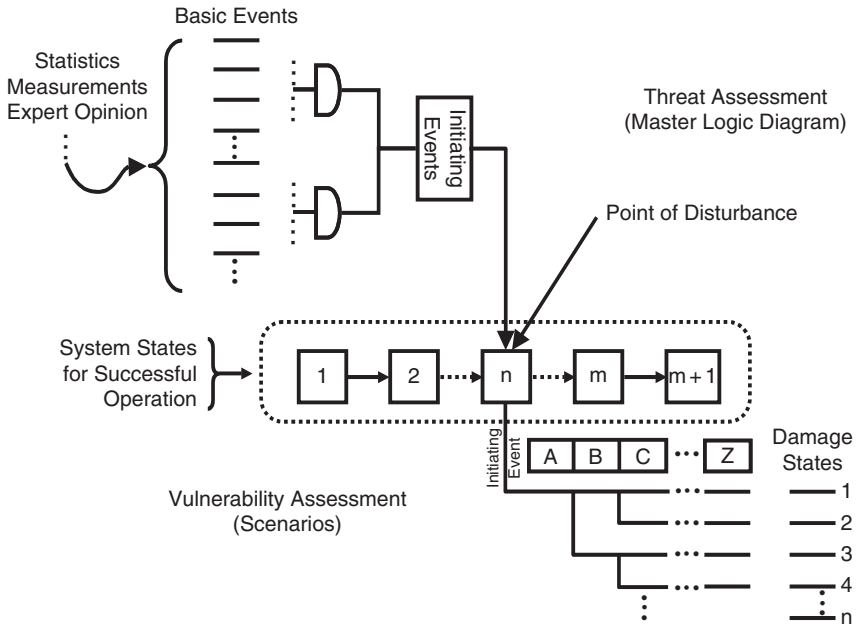 Basic Events
Statistics
Measurements
Expert Opinion
Initiating
Events
Threat Assessment
(Master Logic Diagram)
Point of Disturbance
System States
for Successful
Operation
1
2
n
m
m + 1
Initiating
Event
A
B
C
Z
Damage
States
Vulnerability Assessment
(Scenarios)
1
2
3
4
n